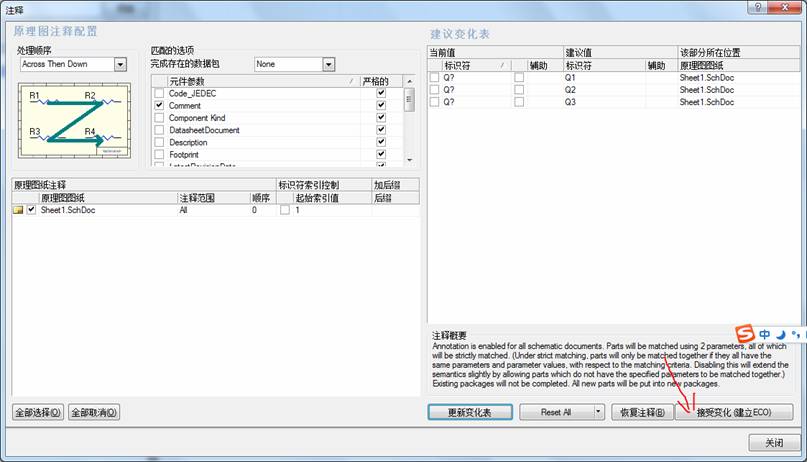 注释
原理图注释配置
处理顺序
Across Then Down
R1 R2
R3 R4
匹配的选项
完成存在的数据包 None
元件参数 严格的
Code_JEDEC
Comment
Component Kind
DatasheetDocument
Description
Footprint
LatestRevisionDate
原理图纸注释 标识符索引控制 加后缀
原理图图纸 注释范围 顺序 起始索引值 后缀
Sheet1.SchDoc All 0 1
全部选择(O) 全部取消(O)
建议变化表
当前值 建议值 该部分所在位置
标识符 辅助 标识符 辅助 原理图图纸
Q? Q1 Sheet1.SchDoc
Q? Q2 Sheet1.SchDoc
Q? Q3 Sheet1.SchDoc
S 中
注释概要
Annotation is enabled for all schematic documents. Parts will be matched using 2 parameters, all of which
will be strictly matched. (Under strict matching, parts will only be matched together if they all have the
same parameters and parameter values, with respect to the matching criteria. Disabling this will extend the
semantics slightly by allowing parts which do not have the specified parameters to be matched together.)
Existing packages will not be completed. All new parts will be put into new packages.
更新变化表 Reset All 恢复注释(B) 接受变化(建立ECO)
关闭